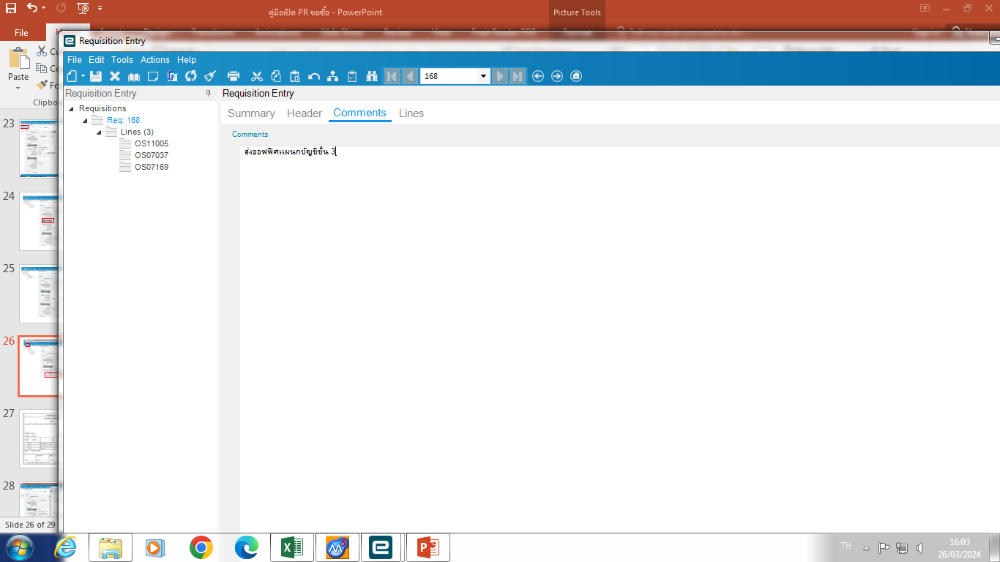 คู่มือเปิด PR ขอซื้อ - PowerPoint
Picture Tools
File
Requisition Entry
File Edit Tools Actions Help
Paste
168
Clipbo
Requisition Entry
Requisition Entry
Requisitions
Req: 168
Lines (3)
OS11005
OS07037
OS07169
Summary Header Comments Lines
Comments
ส่งออฟฟิศแผนกบัญชีชั้น 3
23
24
25
26
27
28
Slide 26 of 29
TH
16:03
26/03/2024